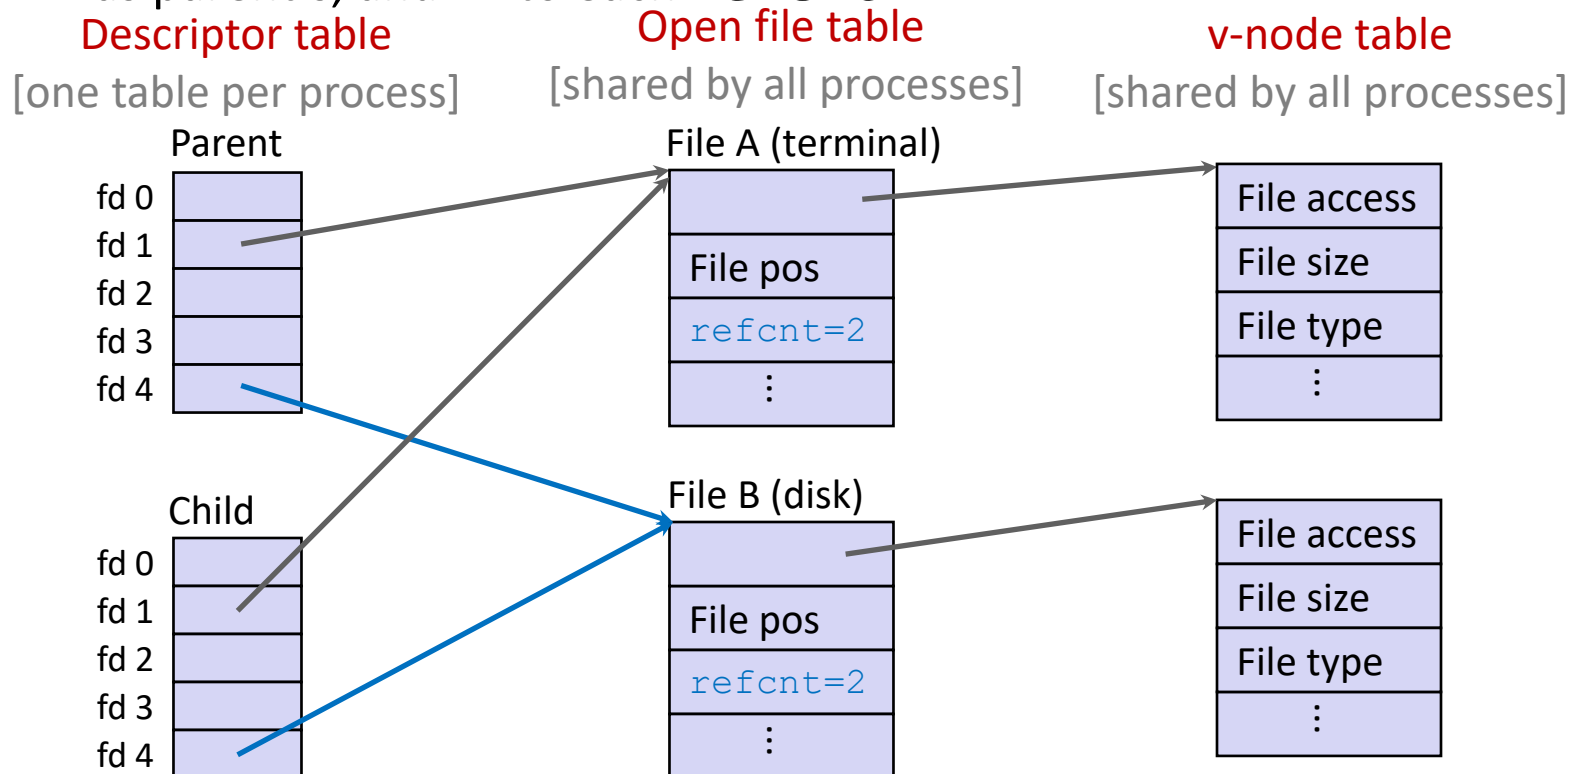 Descriptor table
[one table per process]
Open file table
[shared by all processes]
v-node table
[shared by all processes]
Parent
fd 0
fd 1
fd 2
fd 3
fd 4
File A (terminal)
File pos
refcnt=2
⋮
File access
File size
File type
⋮
Child
fd 0
fd 1
fd 2
fd 3
fd 4
File B (disk)
File pos
refcnt=2
⋮
File access
File size
File type
⋮